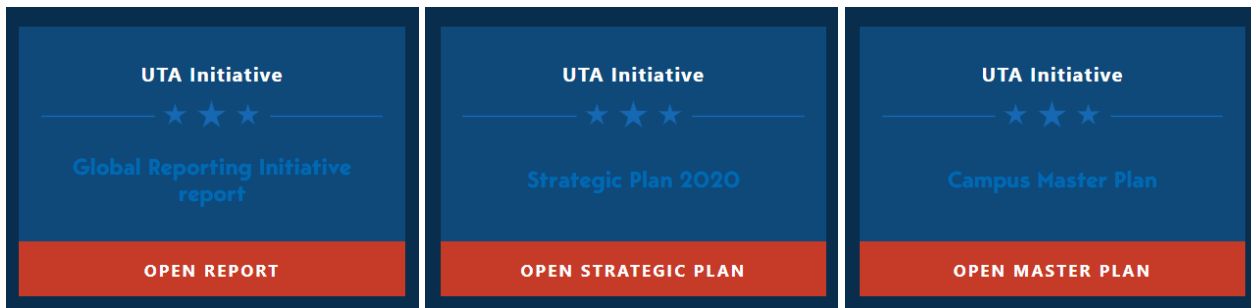 UTA Initiative
Global Reporting Initiative
report
OPEN REPORT
UTA Initiative
Strategic Plan 2020
OPEN STRATEGIC PLAN
UTA Initiative
Campus Master Plan
OPEN MASTER PLAN